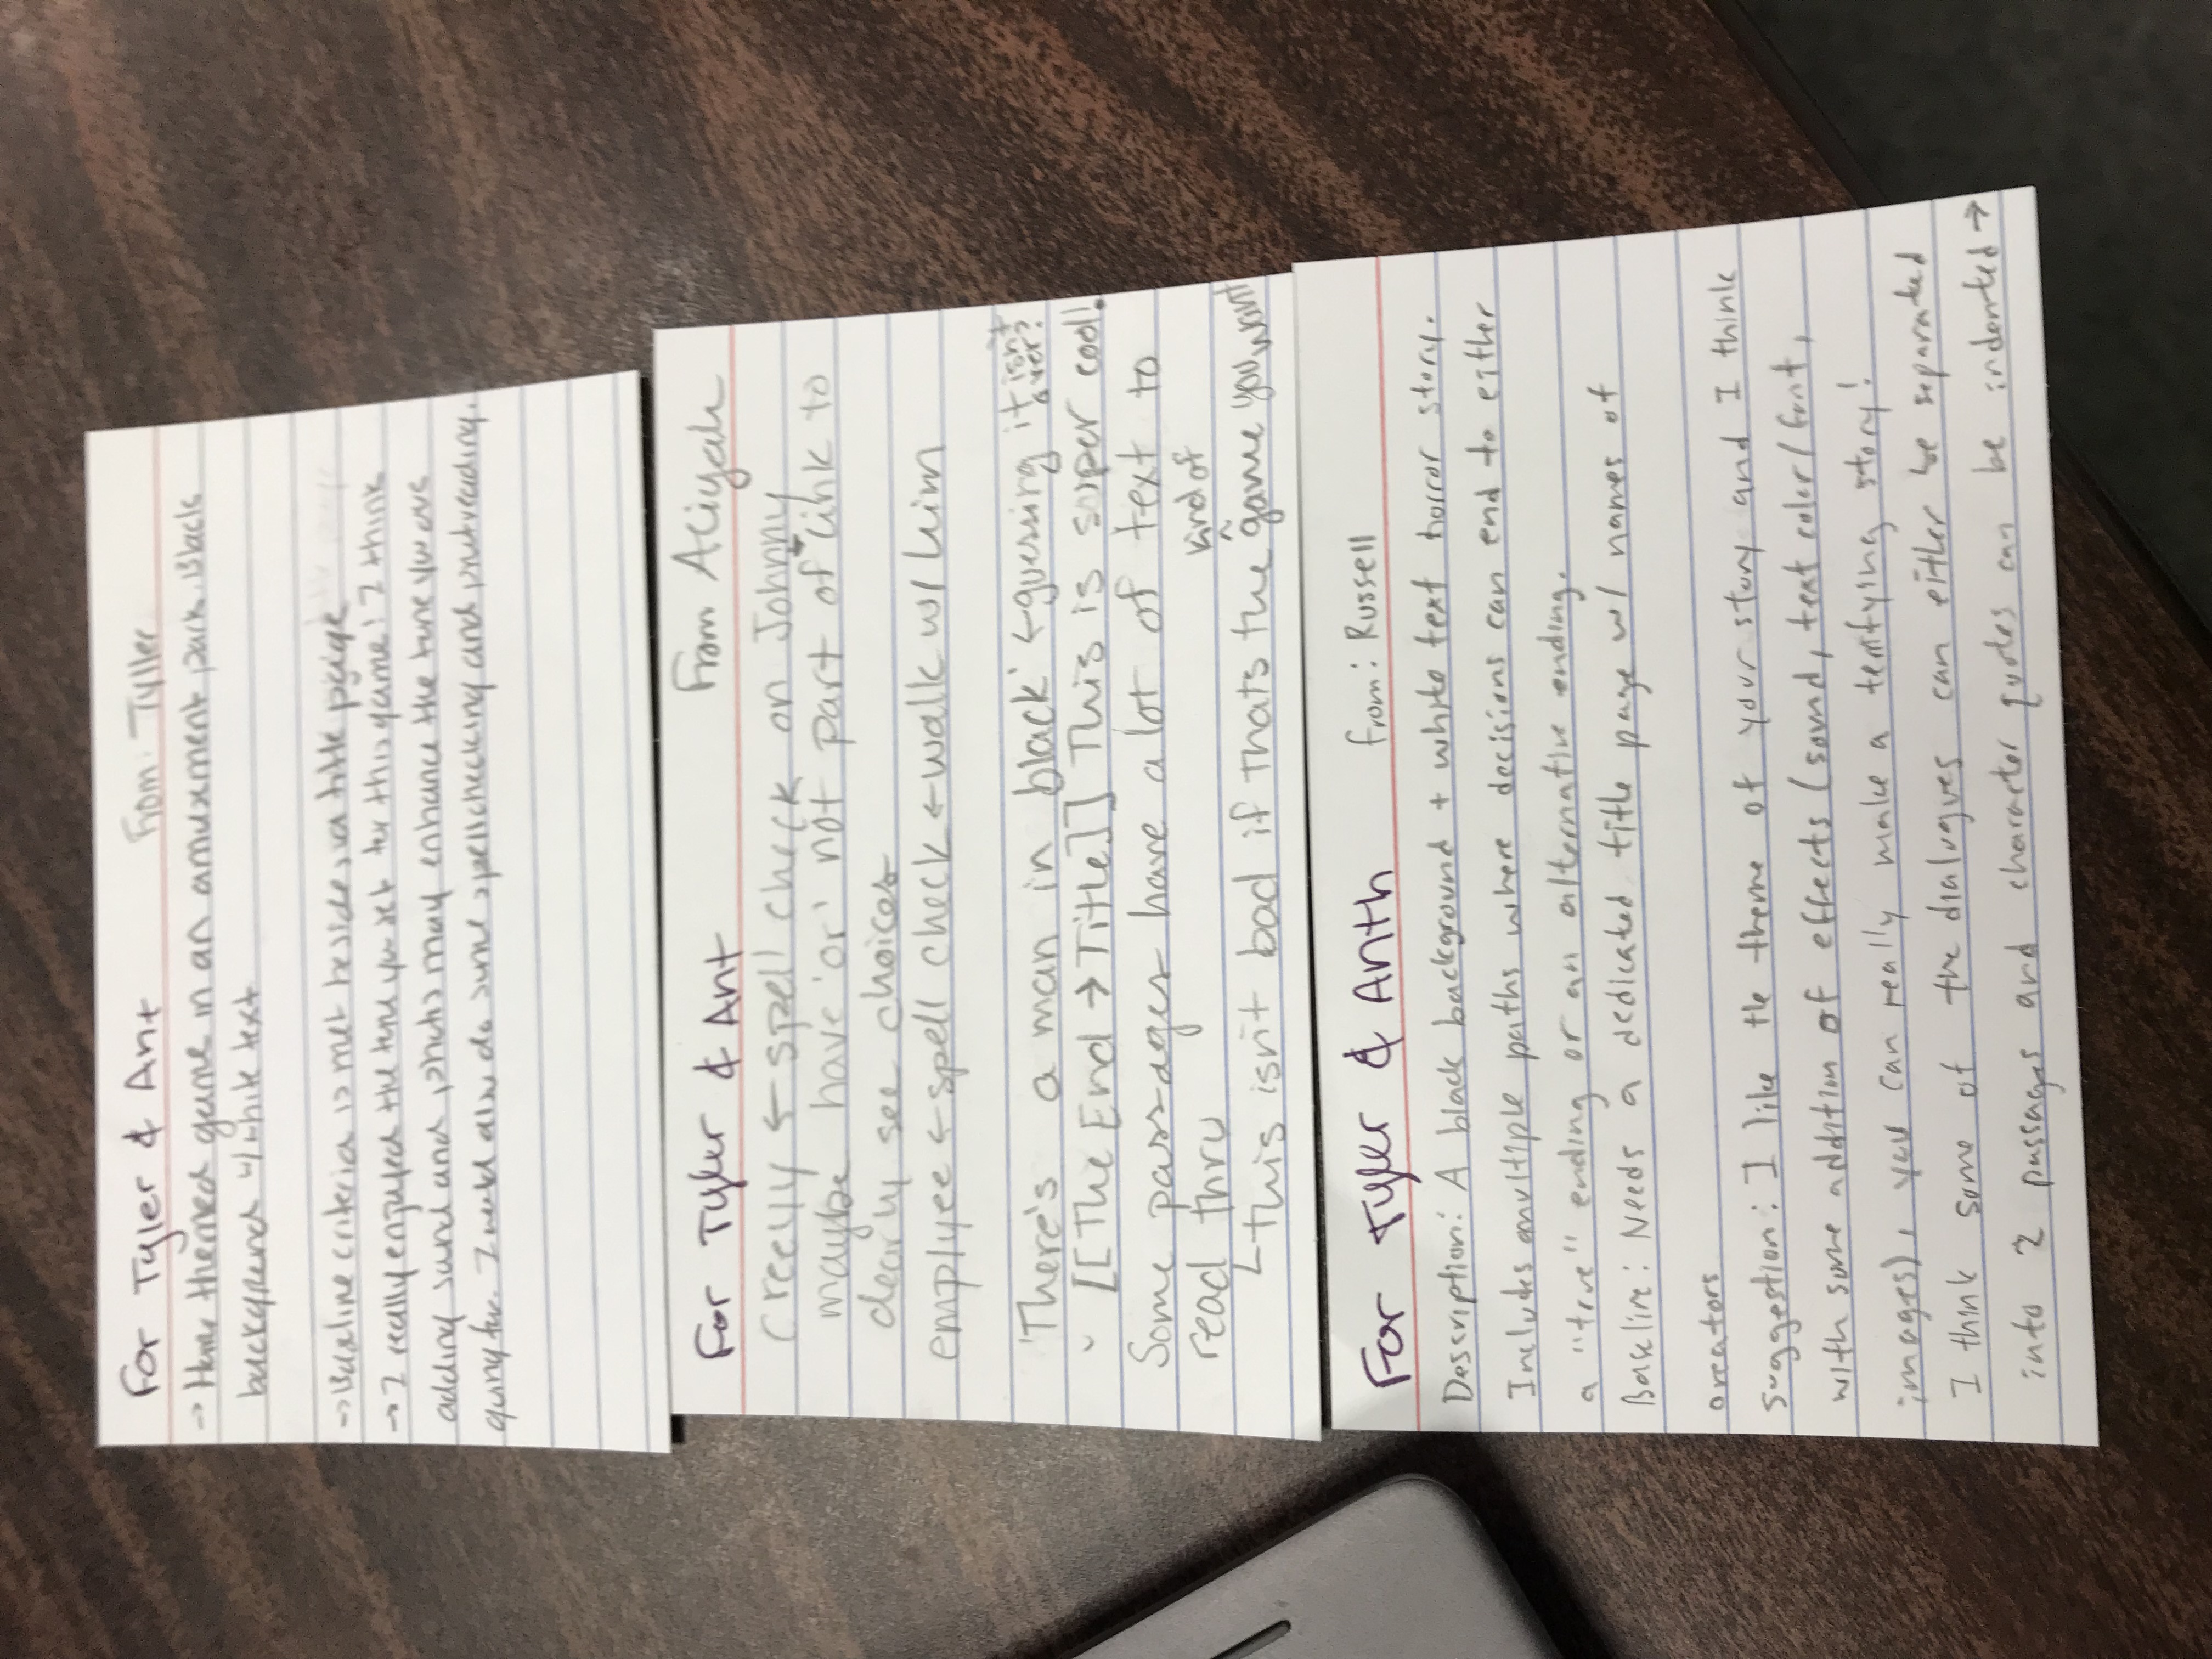 For Tyler & Ant From: Tyller
→ Horror themed game in an amusement park. Black
background w/ white text
→ Baseline criteria is met besides a title page
→ I really enjoyed the tone you set for this game! I think
adding sound and photos may enhance the tone you are
going for. I would also do some spellchecking and proofreading.
For Tyler & Ant From Aliyah
Creeyy ← spell check on Johnny
maybe have 'or' not part of link to
clearly see choices
emplyee ← spell check ← walk w/ him
'There's a man in black' ← guessing it isn't over?
[[The End → Title]] This is super cool!
Some passages have a lot of text to
read thru
kind of
↳ this isn't bad if thats the ^ game you want
For Tyler & Anth from: Russell
Description: A black background + white text horror story.
Includes multiple paths where decisions can end to either
a "true" ending or an alternative ending.
Baseline: Needs a dedicated title page w/ names of
creators
Suggestion: I like the theme of your story and I think
with some addition of effects (sound, text color/font,
images), you can really make a terrifying story!
I think some of the dialogues can either be separated
into 2 passages and character quotes can be indented →